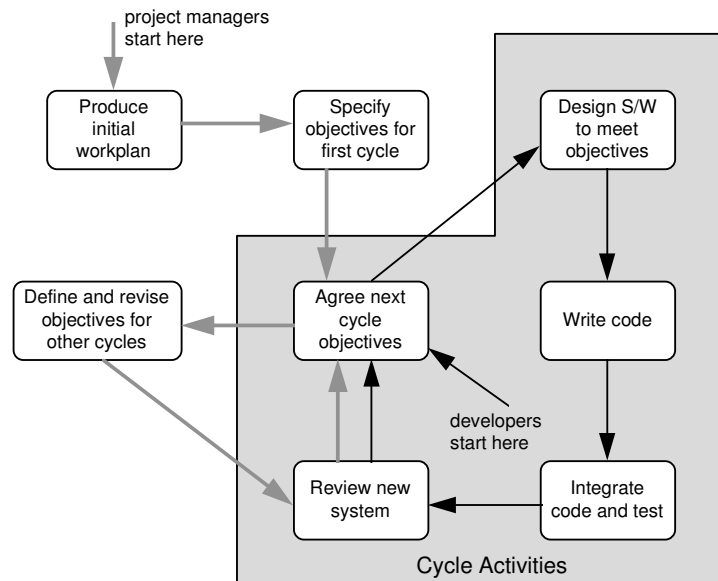 project managers
start here
Produce
initial
workplan
Specify
objectives for
first cycle
Design S/W
to meet
objectives
Define and revise
objectives for
other cycles
Agree next
cycle
objectives
Write code
developers
start here
Review new
system
Integrate
code and test
Cycle Activities